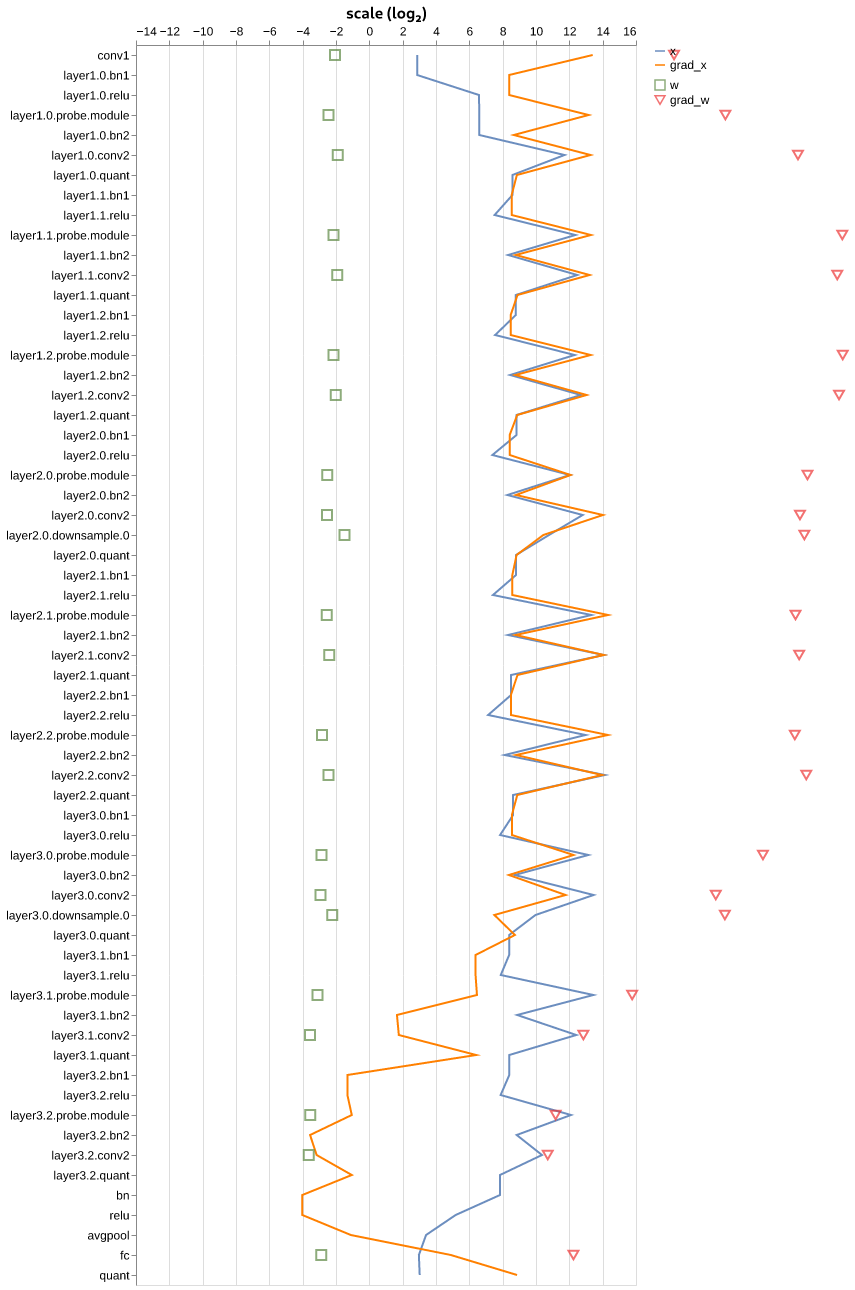 scale (log₂)
−14 −12 −10 −8 −6 −4 −2 0 2 4 6 8 10 12 14 16
conv1
layer1.0.bn1
layer1.0.relu
layer1.0.probe.module
layer1.0.bn2
layer1.0.conv2
layer1.0.quant
layer1.1.bn1
layer1.1.relu
layer1.1.probe.module
layer1.1.bn2
layer1.1.conv2
layer1.1.quant
layer1.2.bn1
layer1.2.relu
layer1.2.probe.module
layer1.2.bn2
layer1.2.conv2
layer1.2.quant
layer2.0.bn1
layer2.0.relu
layer2.0.probe.module
layer2.0.bn2
layer2.0.conv2
layer2.0.downsample.0
layer2.0.quant
layer2.1.bn1
layer2.1.relu
layer2.1.probe.module
layer2.1.bn2
layer2.1.conv2
layer2.1.quant
layer2.2.bn1
layer2.2.relu
layer2.2.probe.module
layer2.2.bn2
layer2.2.conv2
layer2.2.quant
layer3.0.bn1
layer3.0.relu
layer3.0.probe.module
layer3.0.bn2
layer3.0.conv2
layer3.0.downsample.0
layer3.0.quant
layer3.1.bn1
layer3.1.relu
layer3.1.probe.module
layer3.1.bn2
layer3.1.conv2
layer3.1.quant
layer3.2.bn1
layer3.2.relu
layer3.2.probe.module
layer3.2.bn2
layer3.2.conv2
layer3.2.quant
bn
relu
avgpool
fc
quant
x
grad_x
w
grad_w